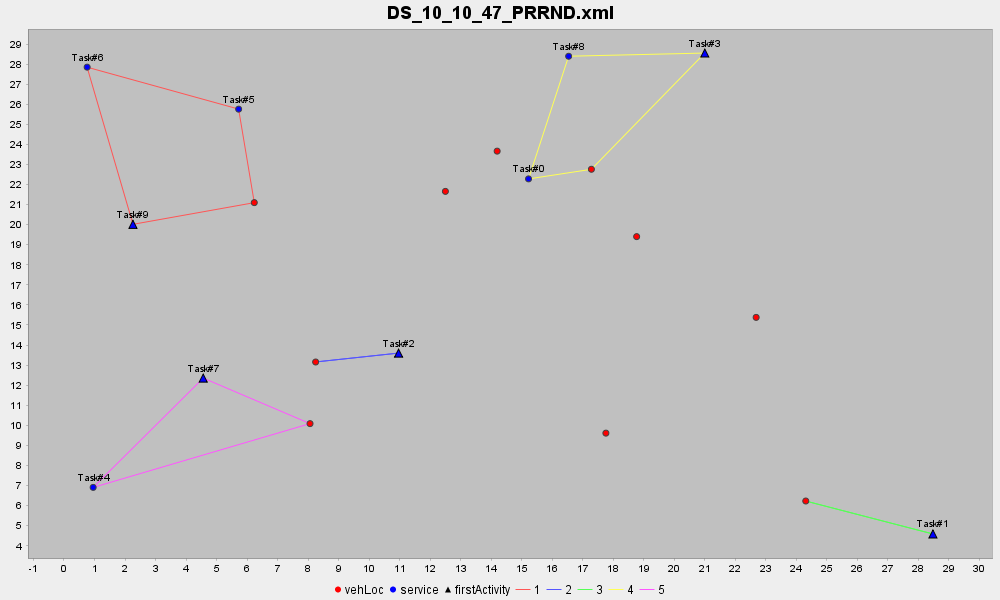 DS_10_10_47_PRRND.xml
29
28
27
26
25
24
23
22
21
20
19
18
17
16
15
14
13
12
11
10
9
8
7
6
5
4
Task#6
Task#5
Task#9
Task#8
Task#3
Task#0
Task#2
Task#7
Task#4
Task#1
-1 0 1 2 3 4 5 6 7 8 9 10 11 12 13 14 15 16 17 18 19 20 21 22 23 24 25 26 27 28 29 30
vehLoc service firstActivity 1 2 3 4 5